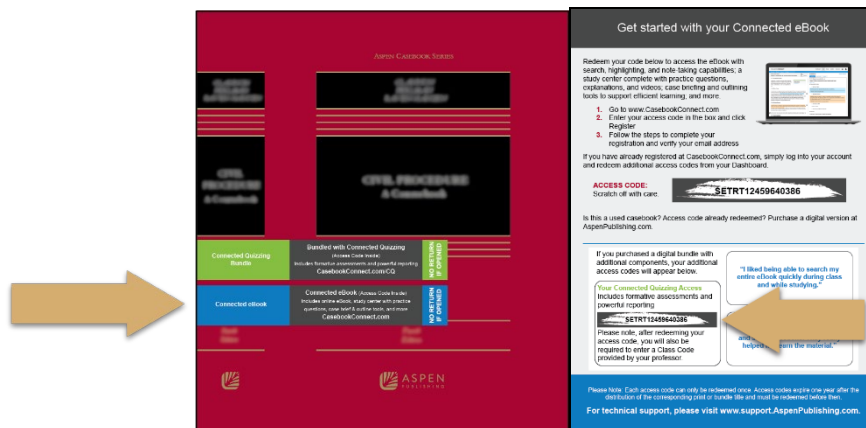 ASPEN CASEBOOK SERIES
CIVIL
PROCEDURE
A Coursebook
CIVIL PROCEDURE
A Coursebook
Connected Quizzing
Bundle
Bundled with Connected Quizzing
(Access Code Inside)
Includes formative assessments and powerful reporting
CasebookConnect.com/CQ
NO RETURN
IF OPENED
Connected eBook
Connected eBook (Access Code Inside)
Includes entire eBook, study center with practice
questions, case brief & outline tools, and more
CasebookConnect.com
NO RETURN
IF OPENED
ASPEN
PUBLISHING
Get started with your Connected eBook
Redeem your code below to access the eBook with
search, highlighting, and note-taking capabilities; a
study center complete with practice questions,
explanations, and videos; case briefing and outlining
tools to support efficient learning; and more.
1. Go to www.CasebookConnect.com
2. Enter your access code in the box and click
Register
3. Follow the steps to complete your
registration and verify your email address
If you have already registered at CasebookConnect.com, simply log into your account
and redeem additional access codes from your Dashboard.
ACCESS CODE:
Scratch off with care.
SETRT12459640386
Is this a used casebook? Access code already redeemed? Purchase a digital version at
AspenPublishing.com.
If you purchased a digital bundle with
additional components, your additional
access codes will appear below.
Your Connected Quizzing Access
Includes formative assessments and
powerful reporting
SETRT12459640386
Please note, after redeeming your
access code, you will also be
required to enter a Class Code
provided by your professor.
"I liked being able to search my
entire eBook quickly during class
and while studying."
helped
the material."
Please Note: Each access code can only be redeemed once. Access codes expire one year after the
distribution of the corresponding print or bundle title and must be redeemed before then.
For technical support, please visit www.support.AspenPublishing.com.